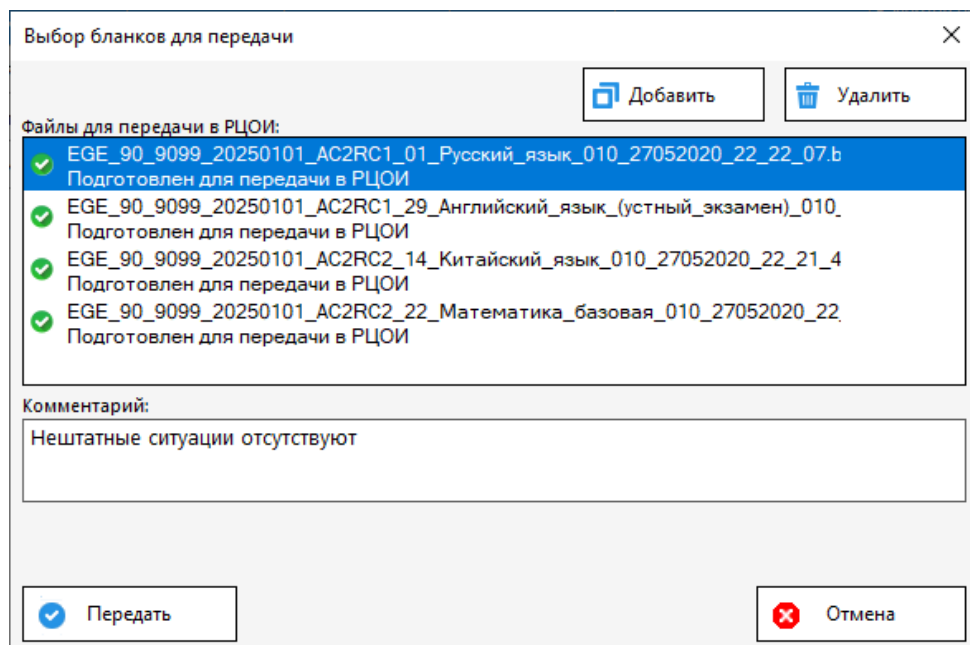 Выбор бланков для передачи
Добавить
Удалить
Файлы для передачи в РЦОИ:
EGE_90_9099_20250101_AC2RC1_01_Русский_язык_010_27052020_22_22_07.b
Подготовлен для передачи в РЦОИ
EGE_90_9099_20250101_AC2RC1_29_Английский_язык_(устный_экзамен)_010_
Подготовлен для передачи в РЦОИ
EGE_90_9099_20250101_AC2RC2_14_Китайский_язык_010_27052020_22_21_4
Подготовлен для передачи в РЦОИ
EGE_90_9099_20250101_AC2RC2_22_Математика_базовая_010_27052020_22_
Подготовлен для передачи в РЦОИ
Комментарий:
Нештатные ситуации отсутствуют
Передать
Отмена